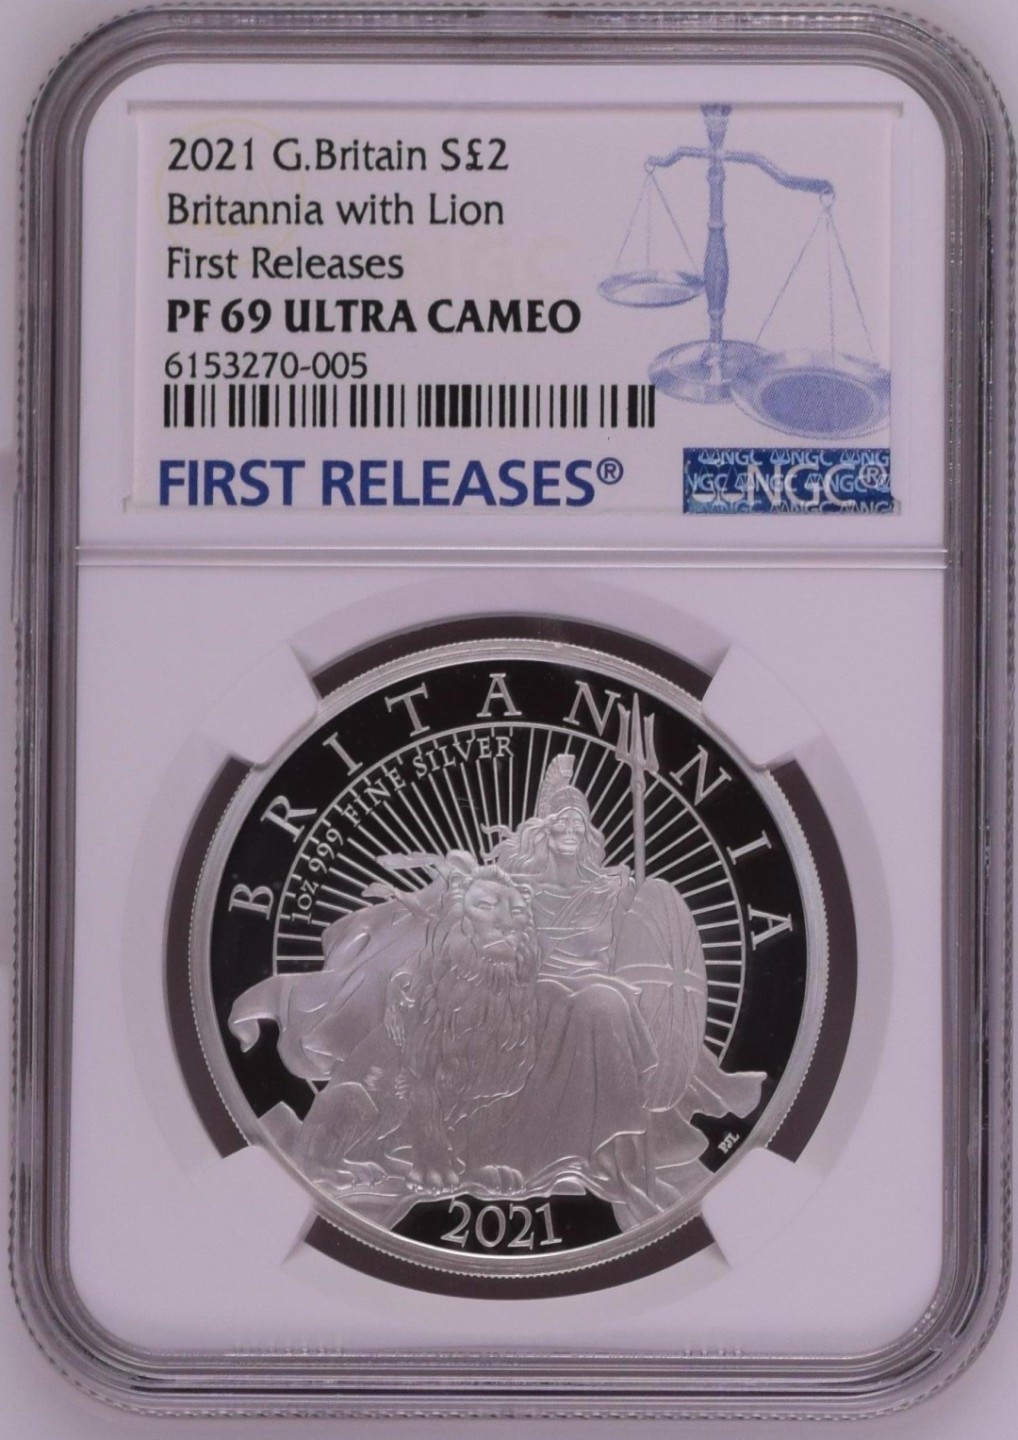 2021 G.Britain S£2
Britannia with Lion
First Releases
PF 69 ULTRA CAMEO
6153270-005
FIRST RELEASES®
NGC®
BRITANNIA
1OZ 999 FINE SILVER
PJL
2021